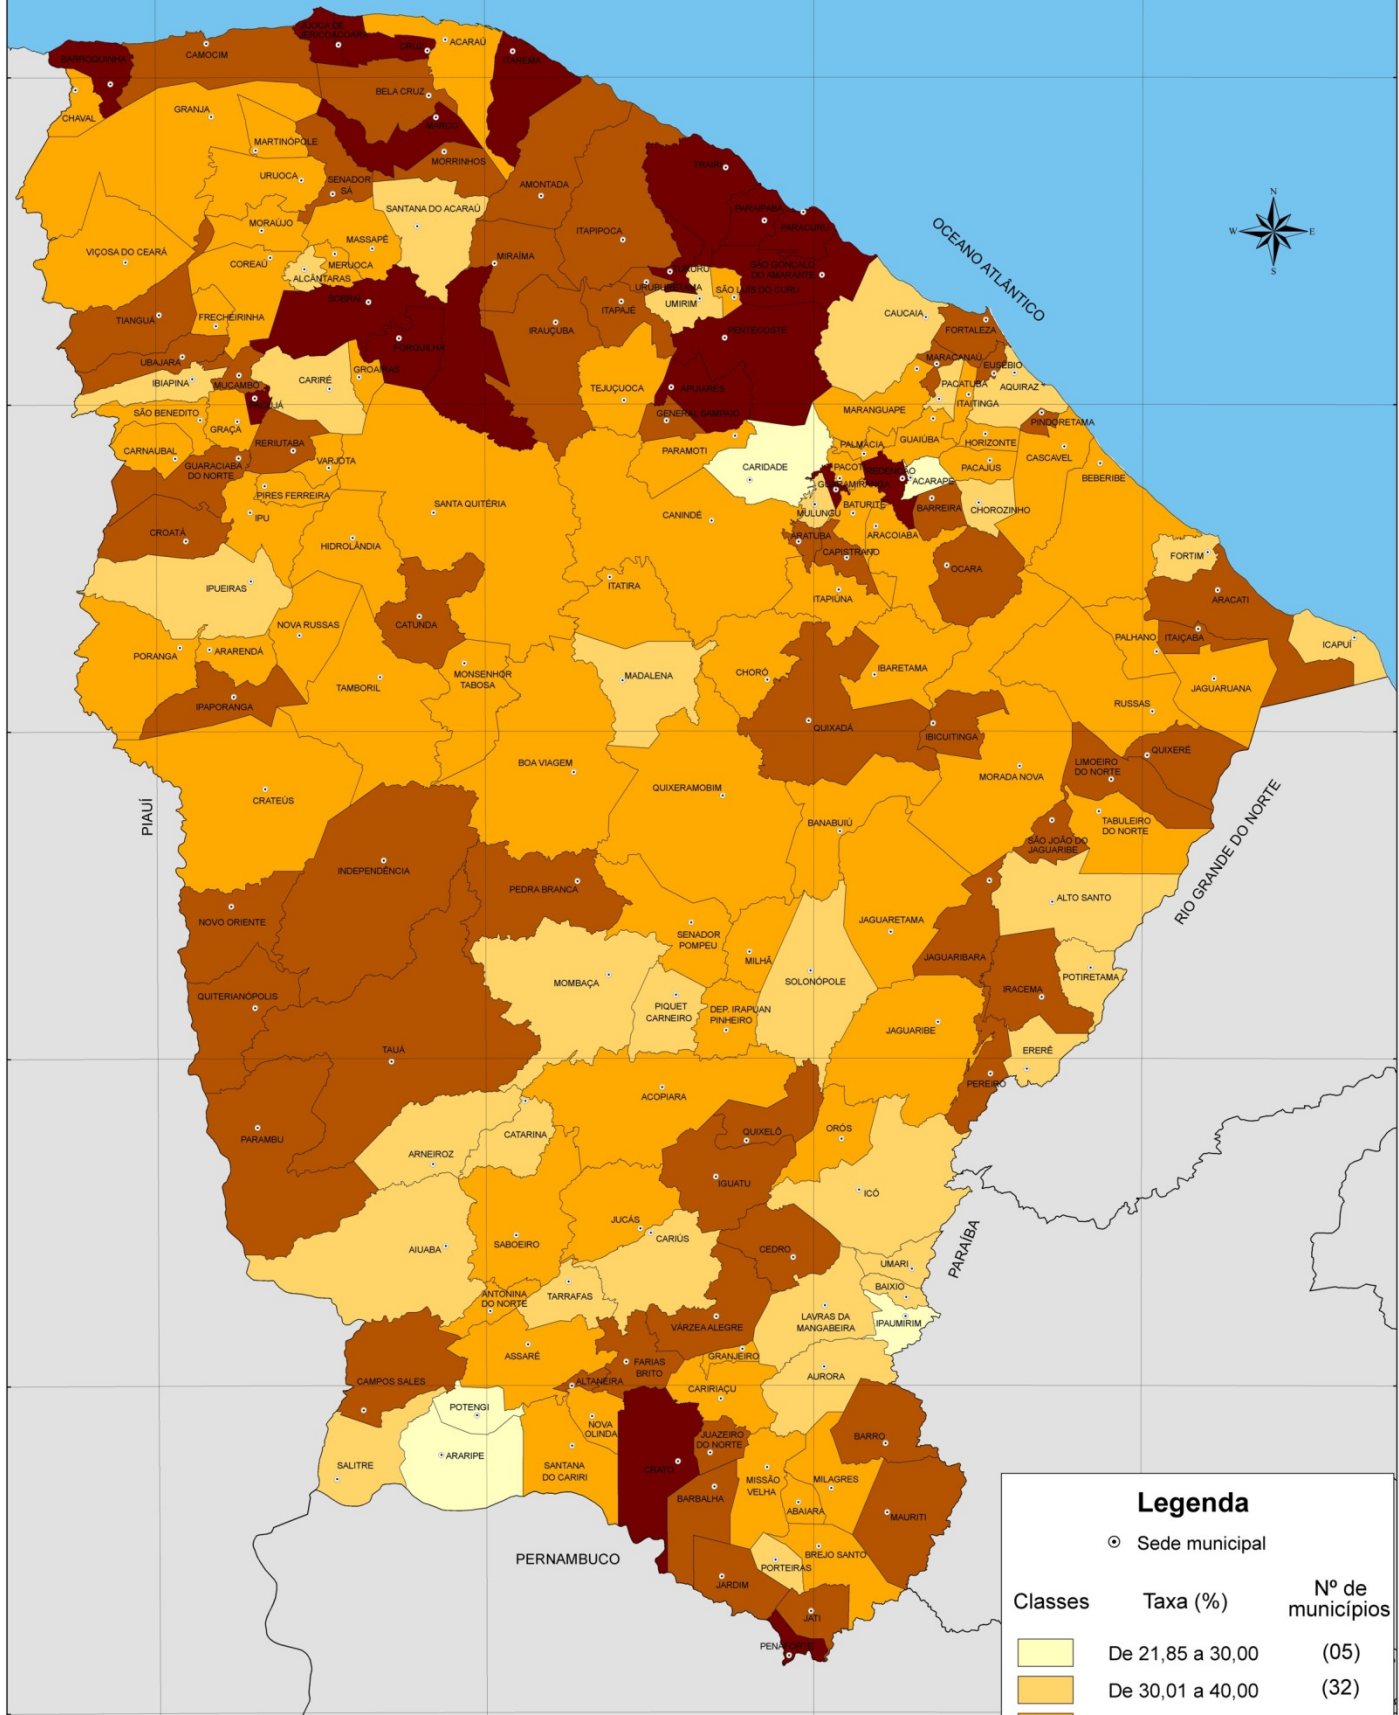 JIJOCA DE
JERICOACOARA
CRUZ
ACARAÚ
ITAREMA
BARROQUINHA
CAMOCIM
BELA CRUZ
CHAVAL
GRANJA
MARCO
MARTINÓPOLE
MORRINHOS
TRAIRI
URUOCA
SENADOR
SÁ
AMONTADA
SANTANA DO ACARAÚ
PARAIPABA
PARACURU
MORAÚJO
ITAPIPOCA
N
W
E
S
OCEANO ATLÂNTICO
VIÇOSA DO CEARÁ
MASSAPÊ
MIRAÍMA
COREAÚ
MERUOCA
ALCÂNTARAS
TURURU
SÃO GONÇALO
DO AMARANTE
URUBURETAMA
SÃO LUIS DO CURU
UMIRIM
SOBRAL
ITAPAJÉ
CAUCAIA
FRECHEIRINHA
TIANGUÁ
IRAUÇUBA
PENTECOSTE
FORTALEZA
FORQUILHA
UBAJARA
MARACANAÚ
EUSÉBIO
IBIAPINA
MUCAMBO
CARIRÉ
GROAÍRAS
TEJUÇUOCA
APUIARÉS
PACATUBA
AQUIRAZ
PACUJÁ
ITAITINGA
SÃO BENEDITO
GENERAL SAMPAIO
MARANGUAPE
PINDORETAMA
GRAÇA
GUAIÚBA
HORIZONTE
CARNAUBAL
RERIUTABA
PARAMOTI
PALMÁCIA
CASCAVEL
GUARACIABA
DO NORTE
VARJOTA
CARIDADE
PACOTI
REDENÇÃO
PACAJUS
BEBERIBE
PIRES FERREIRA
GUARAMIRANGA
ACARAPE
IPU
SANTA QUITÉRIA
CANINDÉ
MULUNGU
BATURITÉ
BARREIRA
CHOROZINHO
CROATÁ
HIDROLÂNDIA
ARATUBA
ARACOIABA
CAPISTRANO
FORTIM
IPUEIRAS
ITATIRA
ITAPIÚNA
OCARA
ARACATI
NOVA RUSSAS
CATUNDA
PALHANO
ITAIÇABA
ICAPUÍ
PORANGA
ARARENDÁ
MONSENHOR
TABOSA
MADALENA
CHORÓ
IBARETAMA
TAMBORIL
JAGUARUANA
IPAPORANGA
RUSSAS
QUIXADÁ
IBICUITINGA
QUIXERÉ
BOA VIAGEM
LIMOEIRO
DO NORTE
MORADA NOVA
CRATEÚS
QUIXERAMOBIM
PIAUÍ
BANABUIÚ
TABULEIRO
DO NORTE
RIO GRANDE DO NORTE
SÃO JOÃO DO
JAGUARIBE
INDEPENDÊNCIA
PEDRA BRANCA
ALTO SANTO
NOVO ORIENTE
JAGUARETAMA
SENADOR
POMPEU
MILHÃ
JAGUARIBARA
POTIRETAMA
MOMBAÇA
SOLONÓPOLE
IRACEMA
QUITERIANÓPOLIS
PIQUET
CARNEIRO
DEP. IRAPUAN
PINHEIRO
JAGUARIBE
TAUÁ
ERERÊ
PEREIRO
ACOPIARA
PARAMBU
CATARINA
QUIXELÔ
ORÓS
ARNEIROZ
IGUATU
ICÓ
JUCÁS
CARIÚS
PARAÍBA
AIUABA
SABOEIRO
CEDRO
UMARI
BAIXIO
ANTONINA
DO NORTE
TARRAFAS
LAVRAS DA
MANGABEIRA
IPAUMIRIM
VÁRZEA ALEGRE
ASSARÉ
GRANJEIRO
FARIAS
BRITO
CAMPOS SALES
ALTANEIRA
AURORA
CARIRIAÇU
POTENGI
NOVA
OLINDA
JUAZEIRO
DO NORTE
BARRO
ARARIPE
SALITRE
SANTANA
DO CARIRI
CRATO
MISSÃO
VELHA
MILAGRES
BARBALHA
ABAIARA
MAURITI
PERNAMBUCO
BREJO SANTO
PORTEIRAS
JARDIM
JATI
PENAFORTE
Legenda
Sede municipal
Classes Taxa (%) Nº de
municípios
De 21,85 a 30,00 (05)
De 30,01 a 40,00 (32)